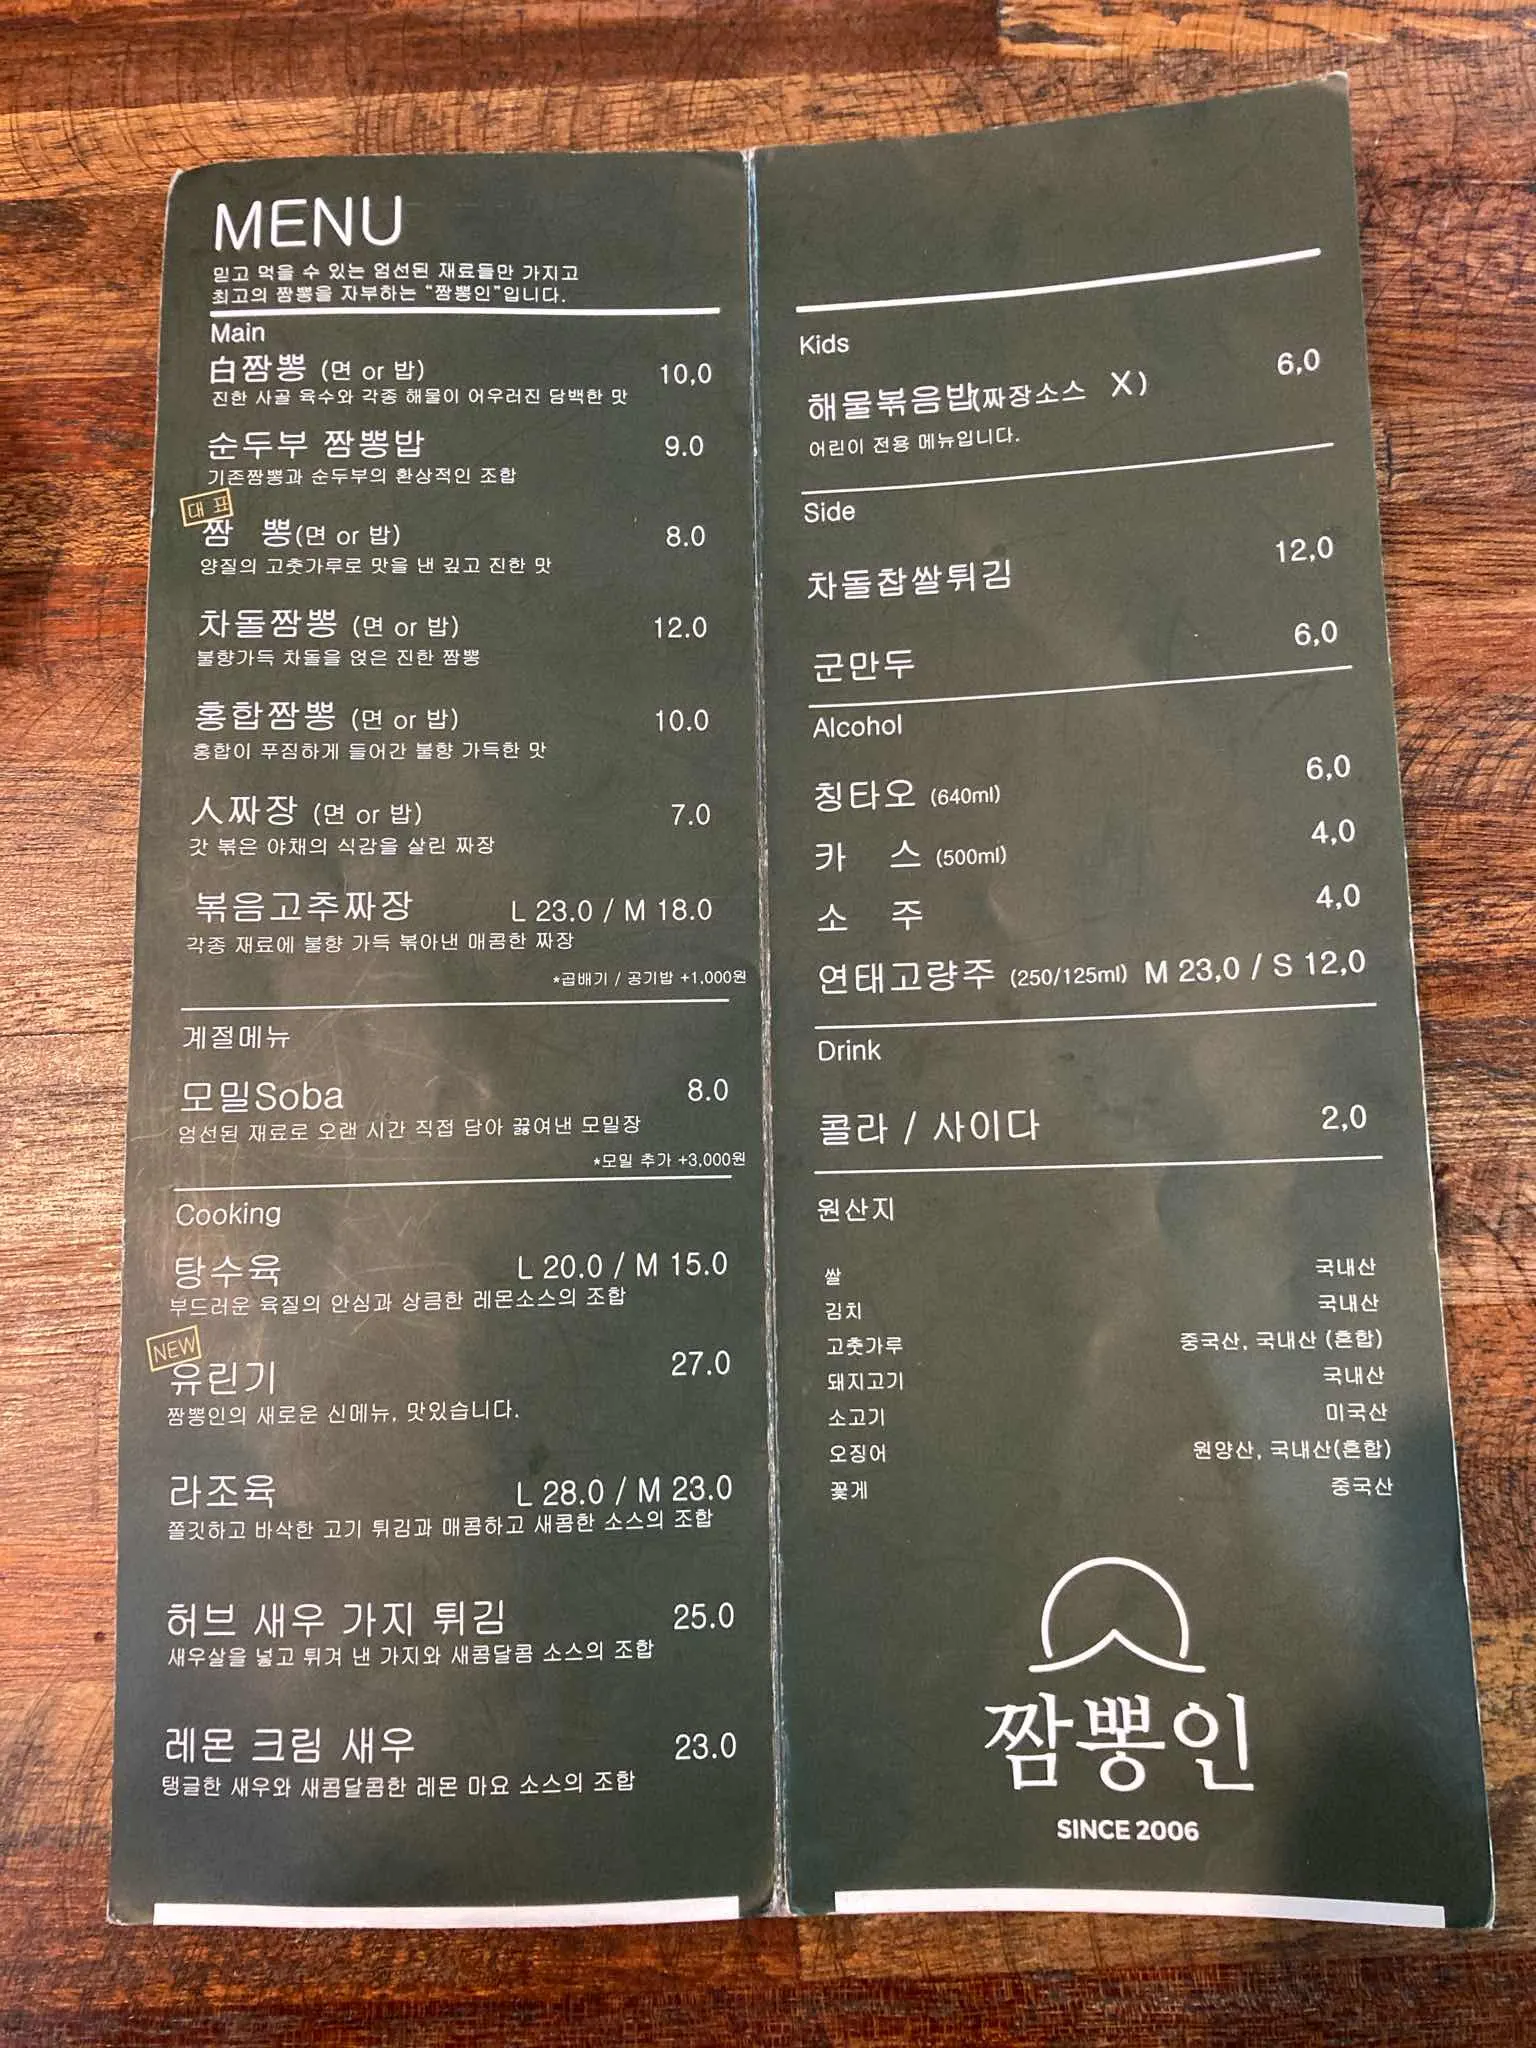 MENU
믿고 먹을 수 있는 엄선된 재료들만 가지고
최고의 짬뽕을 자부하는 “짬뽕인”입니다.
Main
白짬뽕 (면 or 밥) 10,0
진한 사골 육수와 각종 해물이 어우러진 담백한 맛
순두부 짬뽕밥 9.0
기존짬뽕과 순두부의 환상적인 조합
대표
짬 뽕(면 or 밥) 8.0
양질의 고춧가루로 맛을 낸 깊고 진한 맛
차돌짬뽕 (면 or 밥) 12.0
불향가득 차돌을 얹은 진한 짬뽕
홍합짬뽕 (면 or 밥) 10.0
홍합이 푸짐하게 들어간 불향 가득한 맛
人짜장 (면 or 밥) 7.0
갓 볶은 야채의 식감을 살린 짜장
볶음고추짜장 L 23.0 / M 18.0
각종 재료에 불향 가득 볶아낸 매콤한 짜장
*곱배기 / 공기밥 +1,000원
계절메뉴
모밀Soba 8.0
엄선된 재료로 오랜 시간 직접 담아 끓여낸 모밀장
*모밀 추가 +3,000원
Cooking
탕수육 L 20.0 / M 15.0
부드러운 육질의 안심과 상큼한 레몬소스의 조합
NEW
유린기 27.0
짬뽕인의 새로운 신메뉴, 맛있습니다.
라조육 L 28.0 / M 23.0
쫄깃하고 바삭한 고기 튀김과 매콤하고 새콤한 소스의 조합
허브 새우 가지 튀김 25.0
새우살을 넣고 튀겨 낸 가지와 새콤달콤 소스의 조합
레몬 크림 새우 23.0
탱글한 새우와 새콤달콤한 레몬 마요 소스의 조합
Kids
해물볶음밥(짜장소스 X) 6,0
어린이 전용 메뉴입니다.
Side
차돌찹쌀튀김 12,0
군만두 6,0
Alcohol
칭타오 (640ml) 6,0
카 스 (500ml) 4,0
소 주 4,0
연태고량주 (250/125ml) M 23,0 / S 12,0
Drink
콜라 / 사이다 2,0
원산지
쌀 국내산
김치 국내산
고춧가루 중국산, 국내산 (혼합)
돼지고기 국내산
소고기 미국산
오징어 원양산, 국내산(혼합)
꽃게 중국산
짬뽕인
SINCE 2006